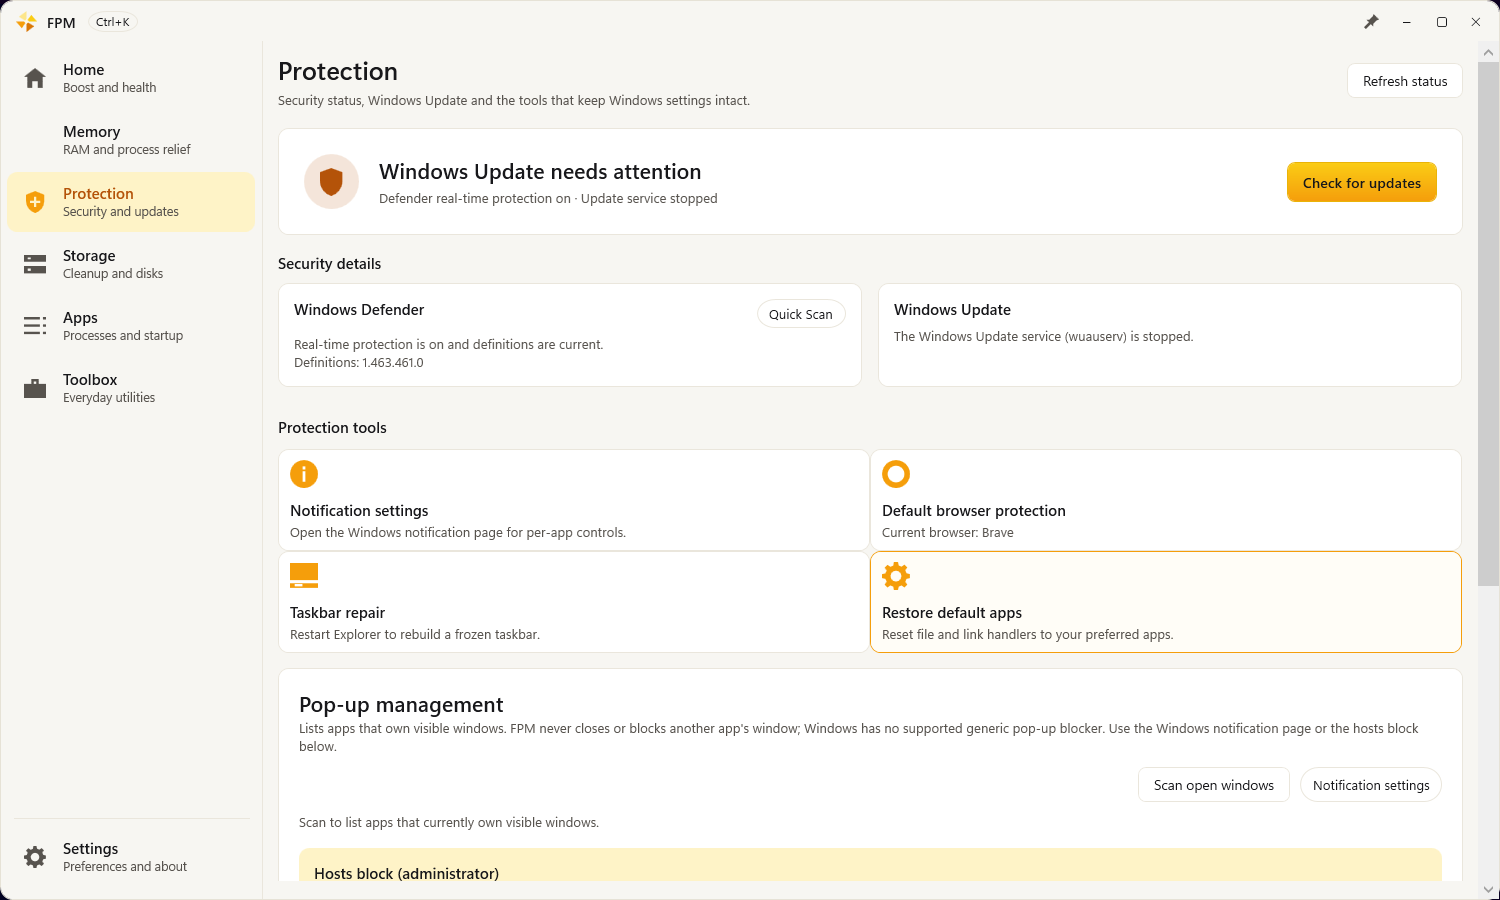 FPM
Ctrl+K
Home
Boost and health
Memory
RAM and process relief
Protection
Security and updates
Storage
Cleanup and disks
Apps
Processes and startup
Toolbox
Everyday utilities
Settings
Preferences and about
Protection
Security status, Windows Update and the tools that keep Windows settings intact.
Refresh status
Windows Update needs attention
Defender real-time protection on · Update service stopped
Check for updates
Security details
Windows Defender
Quick Scan
Real-time protection is on and definitions are current.
Definitions: 1.463.461.0
Windows Update
The Windows Update service (wuauserv) is stopped.
Protection tools
Notification settings
Open the Windows notification page for per-app controls.
Default browser protection
Current browser: Brave
Taskbar repair
Restart Explorer to rebuild a frozen taskbar.
Restore default apps
Reset file and link handlers to your preferred apps.
Pop-up management
Lists apps that own visible windows. FPM never closes or blocks another app's window; Windows has no supported generic pop-up blocker. Use the Windows notification page or the hosts block
below.
Scan open windows
Notification settings
Scan to list apps that currently own visible windows.
Hosts block (administrator)